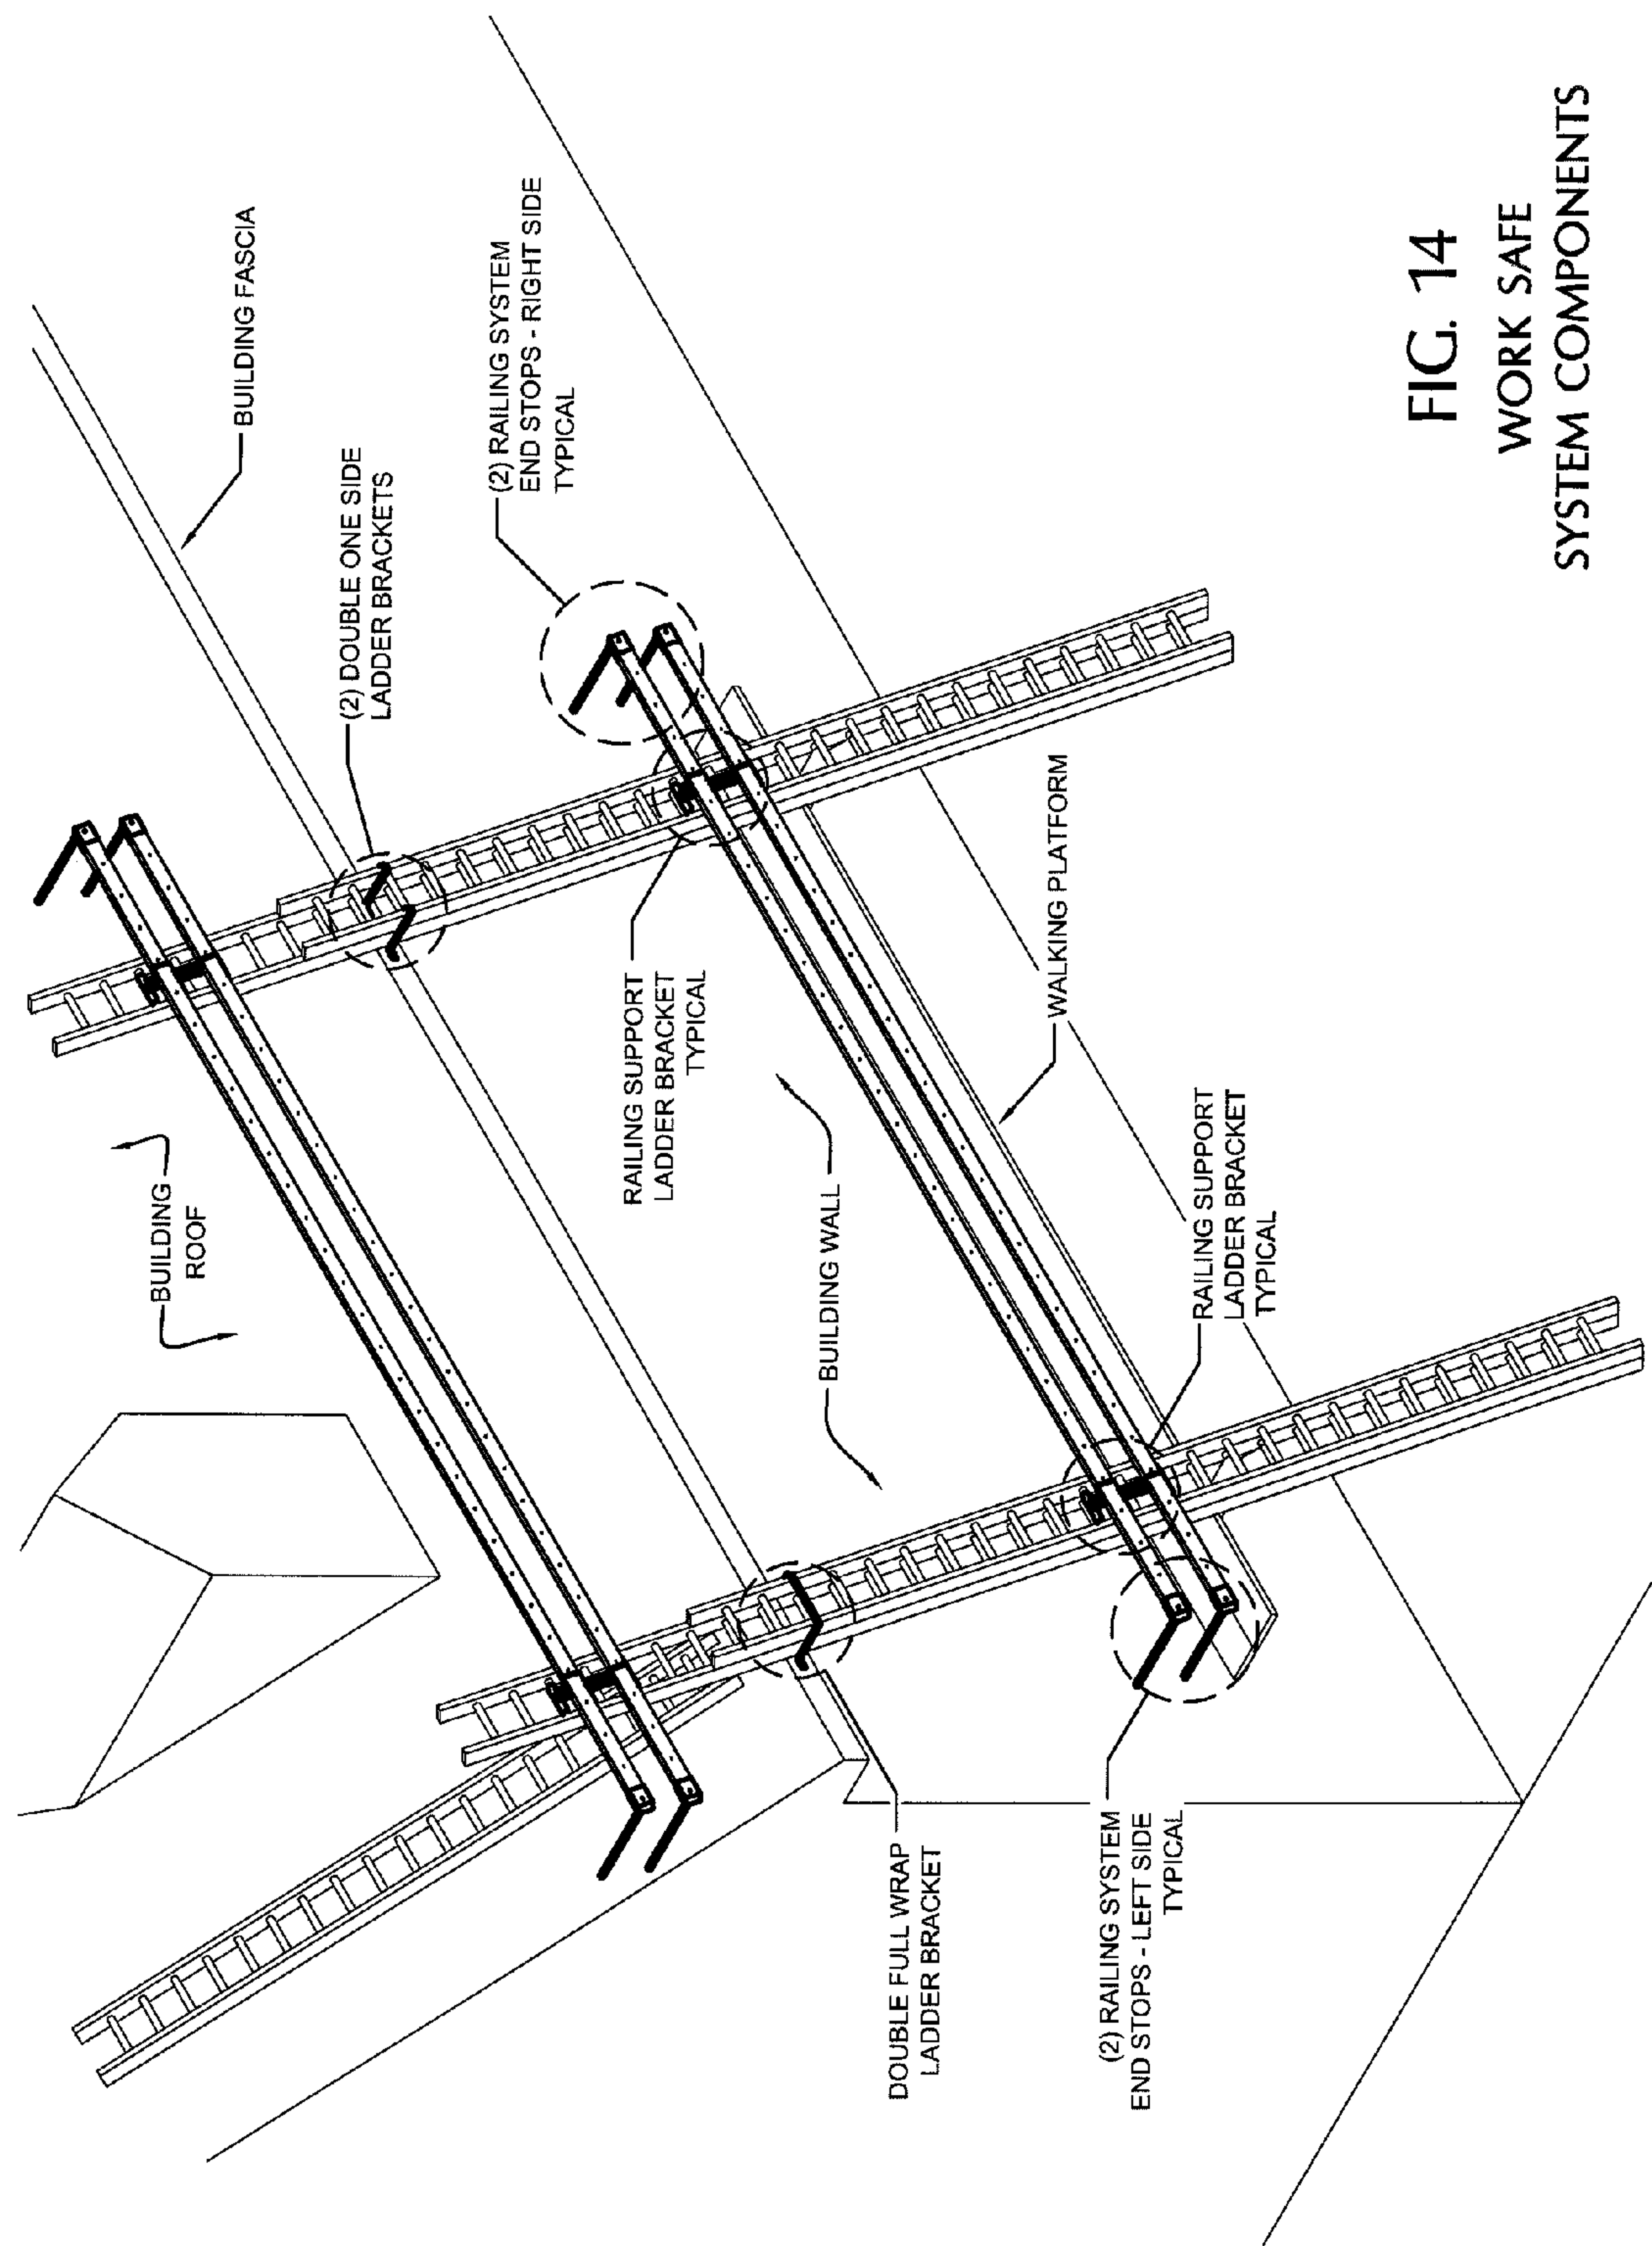 BUILDING
ROOF
BUILDING FASCIA
(2) DOUBLE ONE SIDE
LADDER BRACKETS
(2) RAILING SYSTEM
END STOPS - RIGHT SIDE
TYPICAL
RAILING SUPPORT
LADDER BRACKET
TYPICAL
BUILDING WALL
DOUBLE FULL WRAP
LADDER BRACKET
WALKING PLATFORM
(2) RAILING SYSTEM
END STOPS - LEFT SIDE
TYPICAL
RAILING SUPPORT
LADDER BRACKET
TYPICAL
FIG. 14
WORK SAFE
SYSTEM COMPONENTS